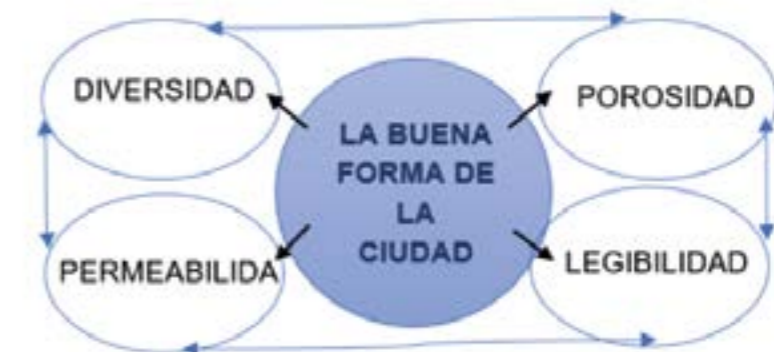 DIVERSIDAD
POROSIDAD
LA BUENA
FORMA DE
LA
CIUDAD
PERMEABILIDA
LEGIBILIDAD